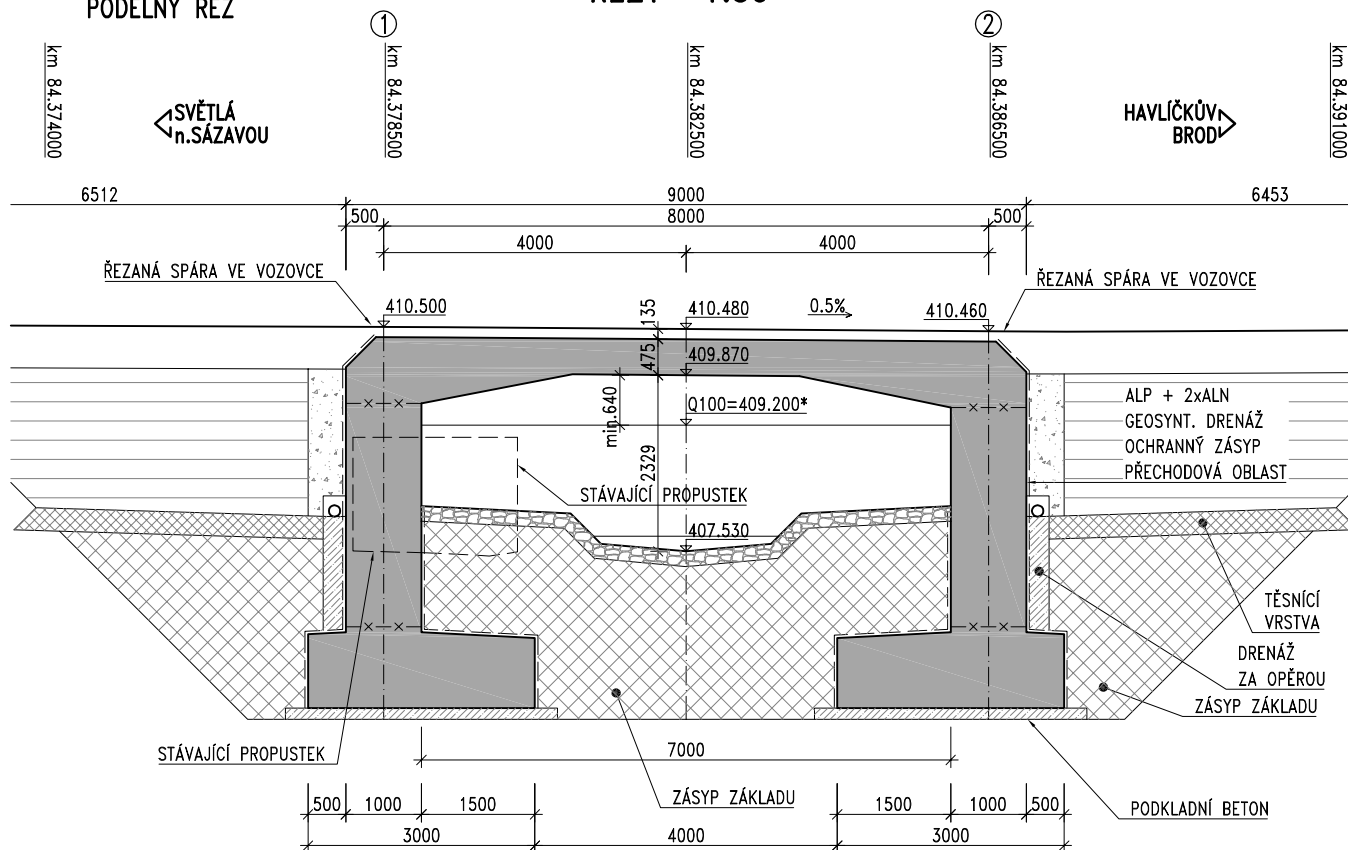 PODÉLNÝ ŘEZ
1
2
km 84.374000
km 84.378500
km 84.382500
km 84.386500
km 84.391000
SVĚTLÁ
n.SÁZAVOU
HAVLÍČKŮV
BROD
6512
9000
6453
500
8000
500
4000
4000
ŘEZANÁ SPÁRA VE VOZOVCE
ŘEZANÁ SPÁRA VE VOZOVCE
410.500
135
410.480
0.5%
410.460
475
409.870
min.640
Q100=409.200*
2329
ALP + 2xALN
GEOSYNT. DRENÁŽ
OCHRANNÝ ZÁSYP
PŘECHODOVÁ OBLAST
STÁVAJÍCÍ PROPUSTEK
407.530
TĚSNÍCÍ
VRSTVA
DRENÁŽ
ZA OPĚROU
ZÁSYP ZÁKLADU
STÁVAJÍCÍ PROPUSTEK
7000
ZÁSYP ZÁKLADU
PODKLADNÍ BETON
500
1000
1500
1500
1000
500
3000
4000
3000